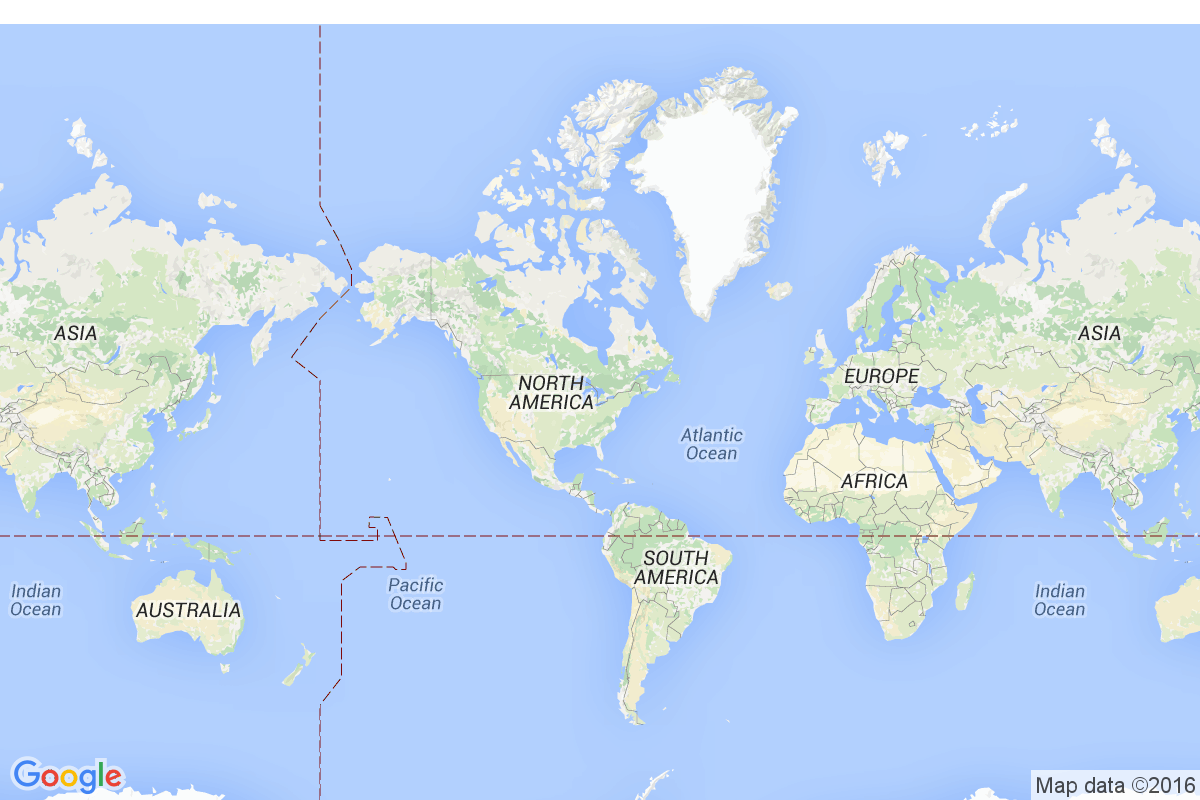 ASIA
NORTH
AMERICA
EUROPE
ASIA
Atlantic
Ocean
AFRICA
SOUTH
AMERICA
Indian
Ocean
AUSTRALIA
Pacific
Ocean
Indian
Ocean
Google
Map data ©2016